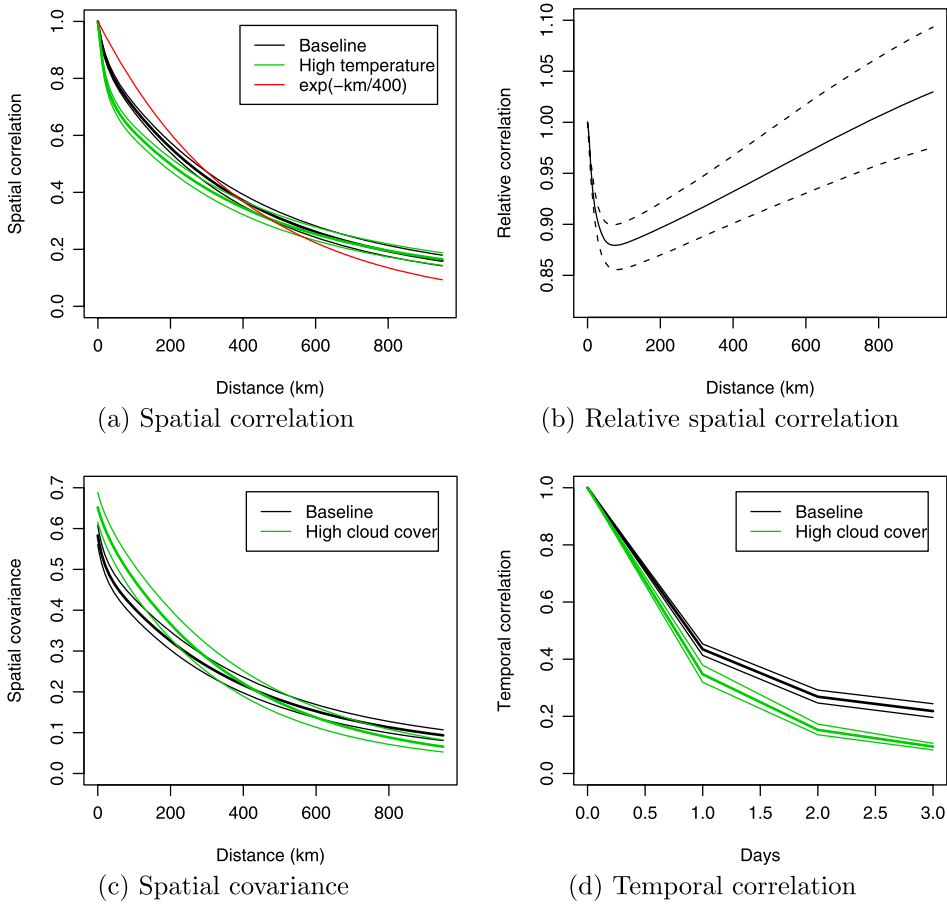 Spatial correlation
1.0
0.8
0.6
0.4
0.2
0.0
Baseline
High temperature
exp(−km/400)
0
200
400
600
800
Distance (km)
(a) Spatial correlation
Relative correlation
1.10
1.05
1.00
0.95
0.90
0.85
0
200
400
600
800
Distance (km)
(b) Relative spatial correlation
Spatial covariance
0.7
0.6
0.5
0.4
0.3
0.2
0.1
0.0
Baseline
High cloud cover
0
200
400
600
800
Distance (km)
(c) Spatial covariance
Temporal correlation
1.0
0.8
0.6
0.4
0.2
0.0
Baseline
High cloud cover
0.0
0.5
1.0
1.5
2.0
2.5
3.0
Days
(d) Temporal correlation